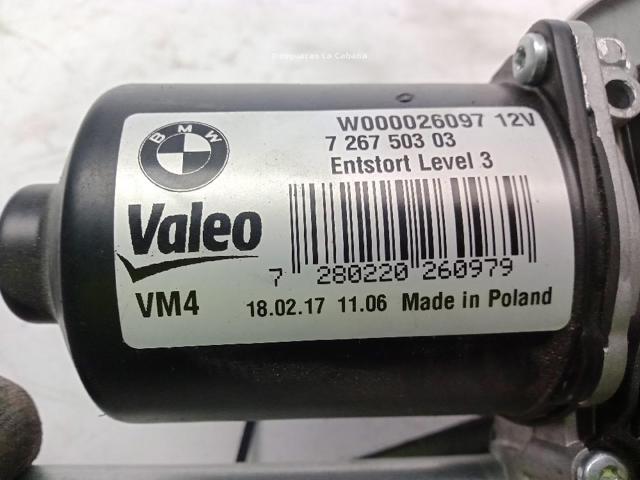 Desguaces La Cabaña
W000026097 12V
7 267 503 03
Entstort Level 3
BMW
Valeo
7 280220 260979
VM4
18.02.17 11.06 Made in Poland